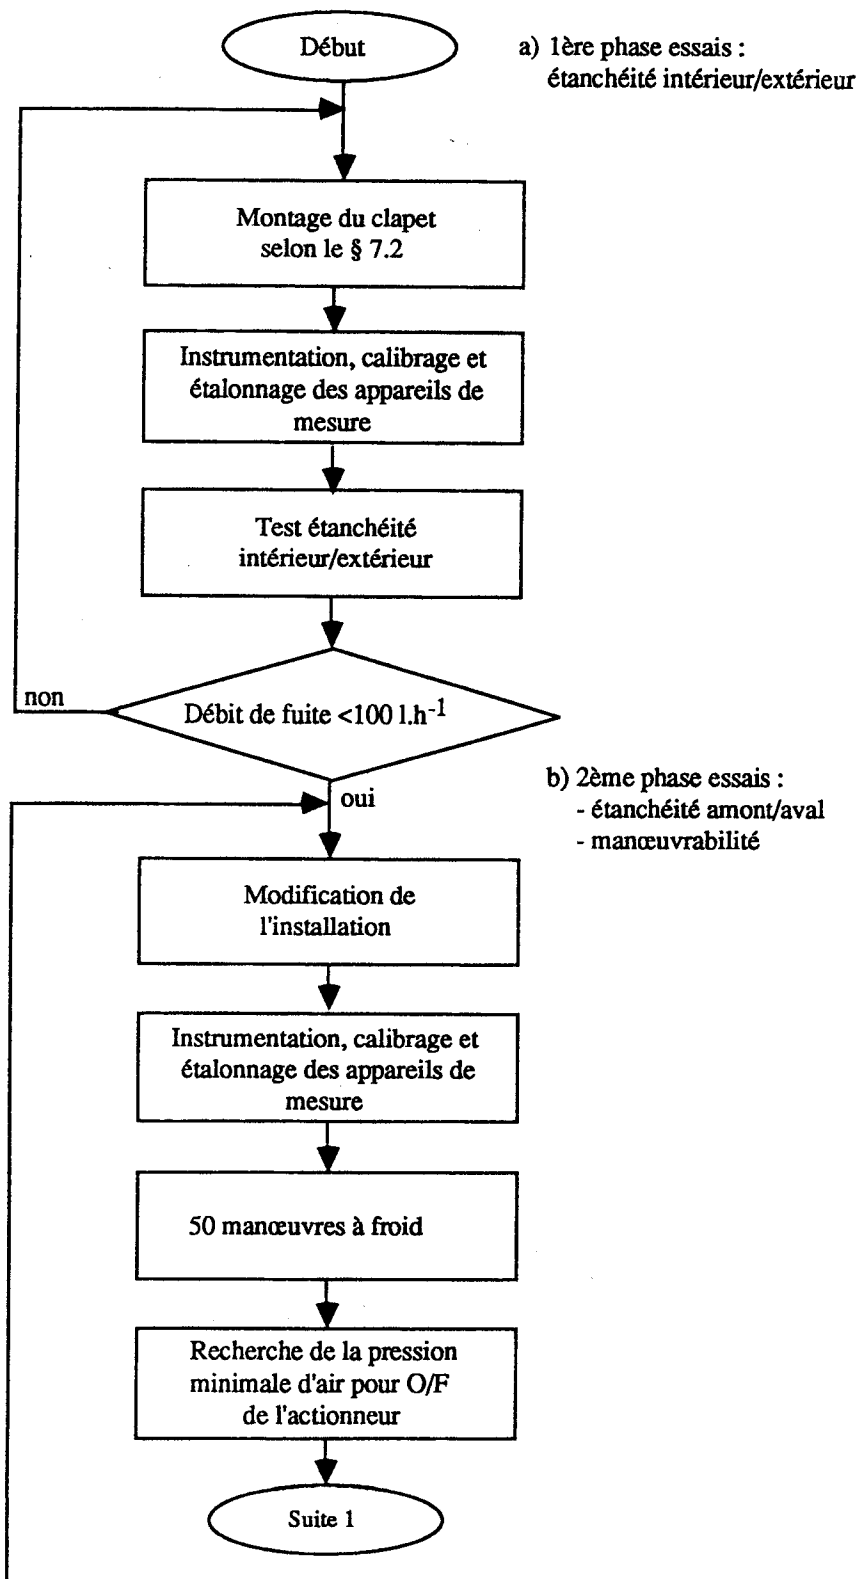 Début
a) 1ère phase essais :
étanchéité intérieur/extérieur
Montage du clapet
selon le § 7.2
Instrumentation, calibrage et
étalonnage des appareils de
mesure
Test étanchéité
intérieur/extérieur
non
Débit de fuite <100 l.h-1
oui
b) 2ème phase essais :
- étanchéité amont/aval
- manœuvrabilité
Modification de
l'installation
Instrumentation, calibrage et
étalonnage des appareils de
mesure
50 manœuvres à froid
Recherche de la pression
minimale d'air pour O/F
de l'actionneur
Suite 1